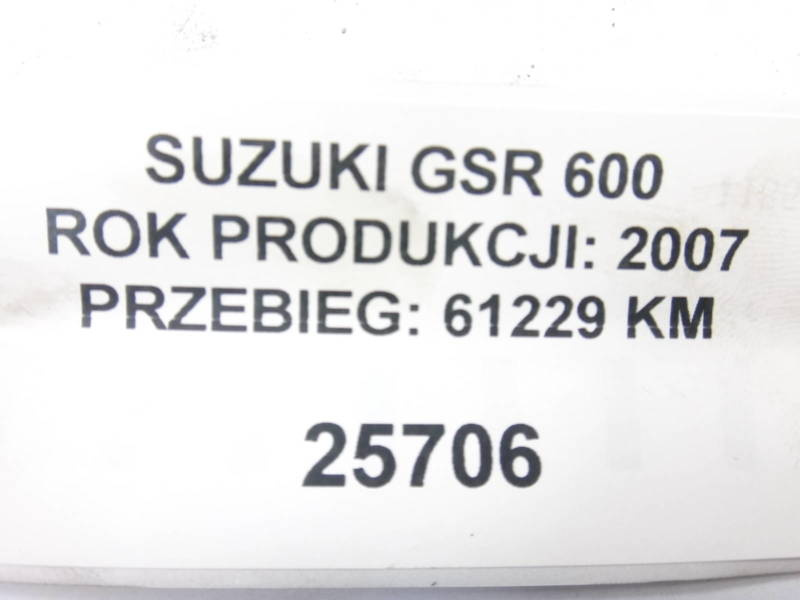 SUZUKI GSR 600
ROK PRODUKCJI: 2007
PRZEBIEG: 61229 KM
25706